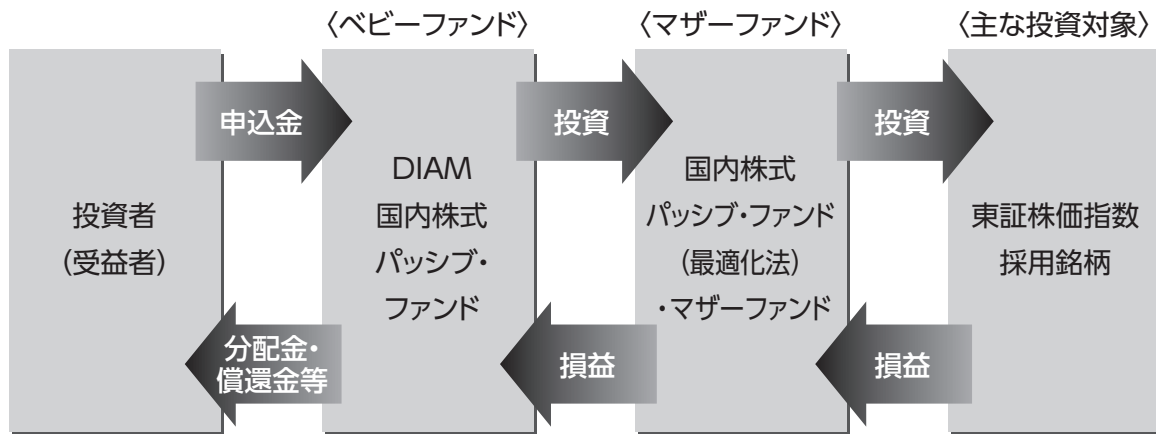 〈ベビーファンド〉
〈マザーファンド〉
〈主な投資対象〉
申込金
投資
投資
投資者
(受益者)
DIAM
国内株式
パッシブ・
ファンド
国内株式
パッシブ・ファンド
(最適化法)
・マザーファンド
東証株価指数
採用銘柄
分配金・
償還金等
損益
損益